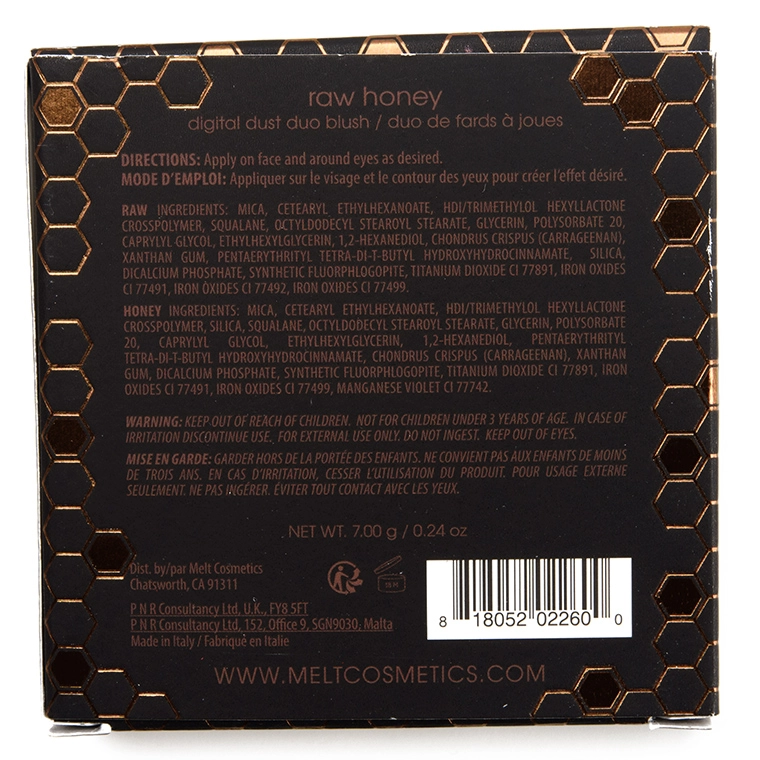 raw honey
digital dust duo blush / duo de fards à joues
DIRECTIONS: Apply on face and around eyes as desired.
MODE D'EMPLOI: Appliquer sur le visage et le contour des yeux pour créer l'effet désiré.
RAW INGREDIENTS: MICA, CETEARYL ETHYLHEXANOATE, HDI/TRIMETHYLOL HEXYLLACTONE
CROSSPOLYMER, SQUALANE, OCTYLDODECYL STEAROYL STEARATE, GLYCERIN, POLYSORBATE 20,
CAPRYLYL GLYCOL, ETHYLHEXYLGLYCERIN, 1,2-HEXANEDIOL, CHONDRUS CRISPUS (CARRAGEENAN),
XANTHAN GUM, PENTAERYTHRITYL TETRA-DI-T-BUTYL HYDROXYHYDROCINNAMATE, SILICA,
DICALCIUM PHOSPHATE, SYNTHETIC FLUORPHLOGOPITE, TITANIUM DIOXIDE CI 77891, IRON OXIDES
CI 77491, IRON OXIDES CI 77492, IRON OXIDES CI 77499.
HONEY INGREDIENTS: MICA, CETEARYL ETHYLHEXANOATE, HDI/TRIMETHYLOL HEXYLLACTONE
CROSSPOLYMER, SILICA, SQUALANE, OCTYLDODECYL STEAROYL STEARATE, GLYCERIN, POLYSORBATE
20, CAPRYLYL GLYCOL, ETHYLHEXYLGLYCERIN, 1,2-HEXANEDIOL, PENTAERYTHRITYL
TETRA-DI-T-BUTYL HYDROXYHYDROCINNAMATE, CHONDRUS CRISPUS (CARRAGEENAN), XANTHAN
GUM, DICALCIUM PHOSPHATE, SYNTHETIC FLUORPHLOGOPITE, TITANIUM DIOXIDE CI 77891, IRON
OXIDES CI 77491, IRON OXIDES CI 77499, MANGANESE VIOLET CI 77742.
WARNING: KEEP OUT OF REACH OF CHILDREN. NOT FOR CHILDREN UNDER 3 YEARS OF AGE. IN CASE OF
IRRITATION DISCONTINUE USE. FOR EXTERNAL USE ONLY. DO NOT INGEST. KEEP OUT OF EYES.
MISE EN GARDE: GARDER HORS DE LA PORTÉE DES ENFANTS. NE CONVIENT PAS AUX ENFANTS DE MOINS
DE TROIS ANS. EN CAS D'IRRITATION, CESSER L'UTILISATION DU PRODUIT. POUR USAGE EXTERNE
SEULEMENT. NE PAS INGÉRER. ÉVITER TOUT CONTACT AVEC LES YEUX.
NET WT. 7.00 g / 0.24 oz
Dist. by/par Melt Cosmetics
Chatsworth, CA 91311
P N R Consultancy Ltd, U.K., FY8 5FT
P N R Consultancy Ltd, 152, Office 9, SGN9030; Malta
Made in Italy / Fabriqué en Italie
8 18052 02260 0
WWW.MELTCOSMETICS.COM